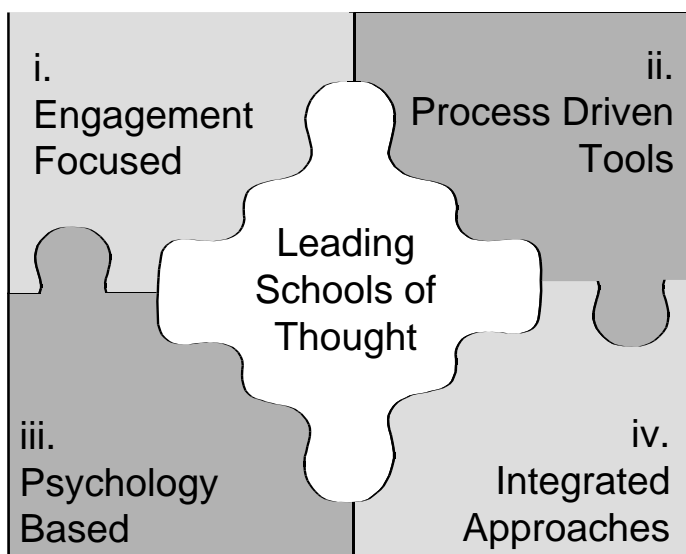 i.
Engagement
Focused
ii.
Process Driven
Tools
Leading
Schools of
Thought
iii.
Psychology
Based
iv.
Integrated
Approaches